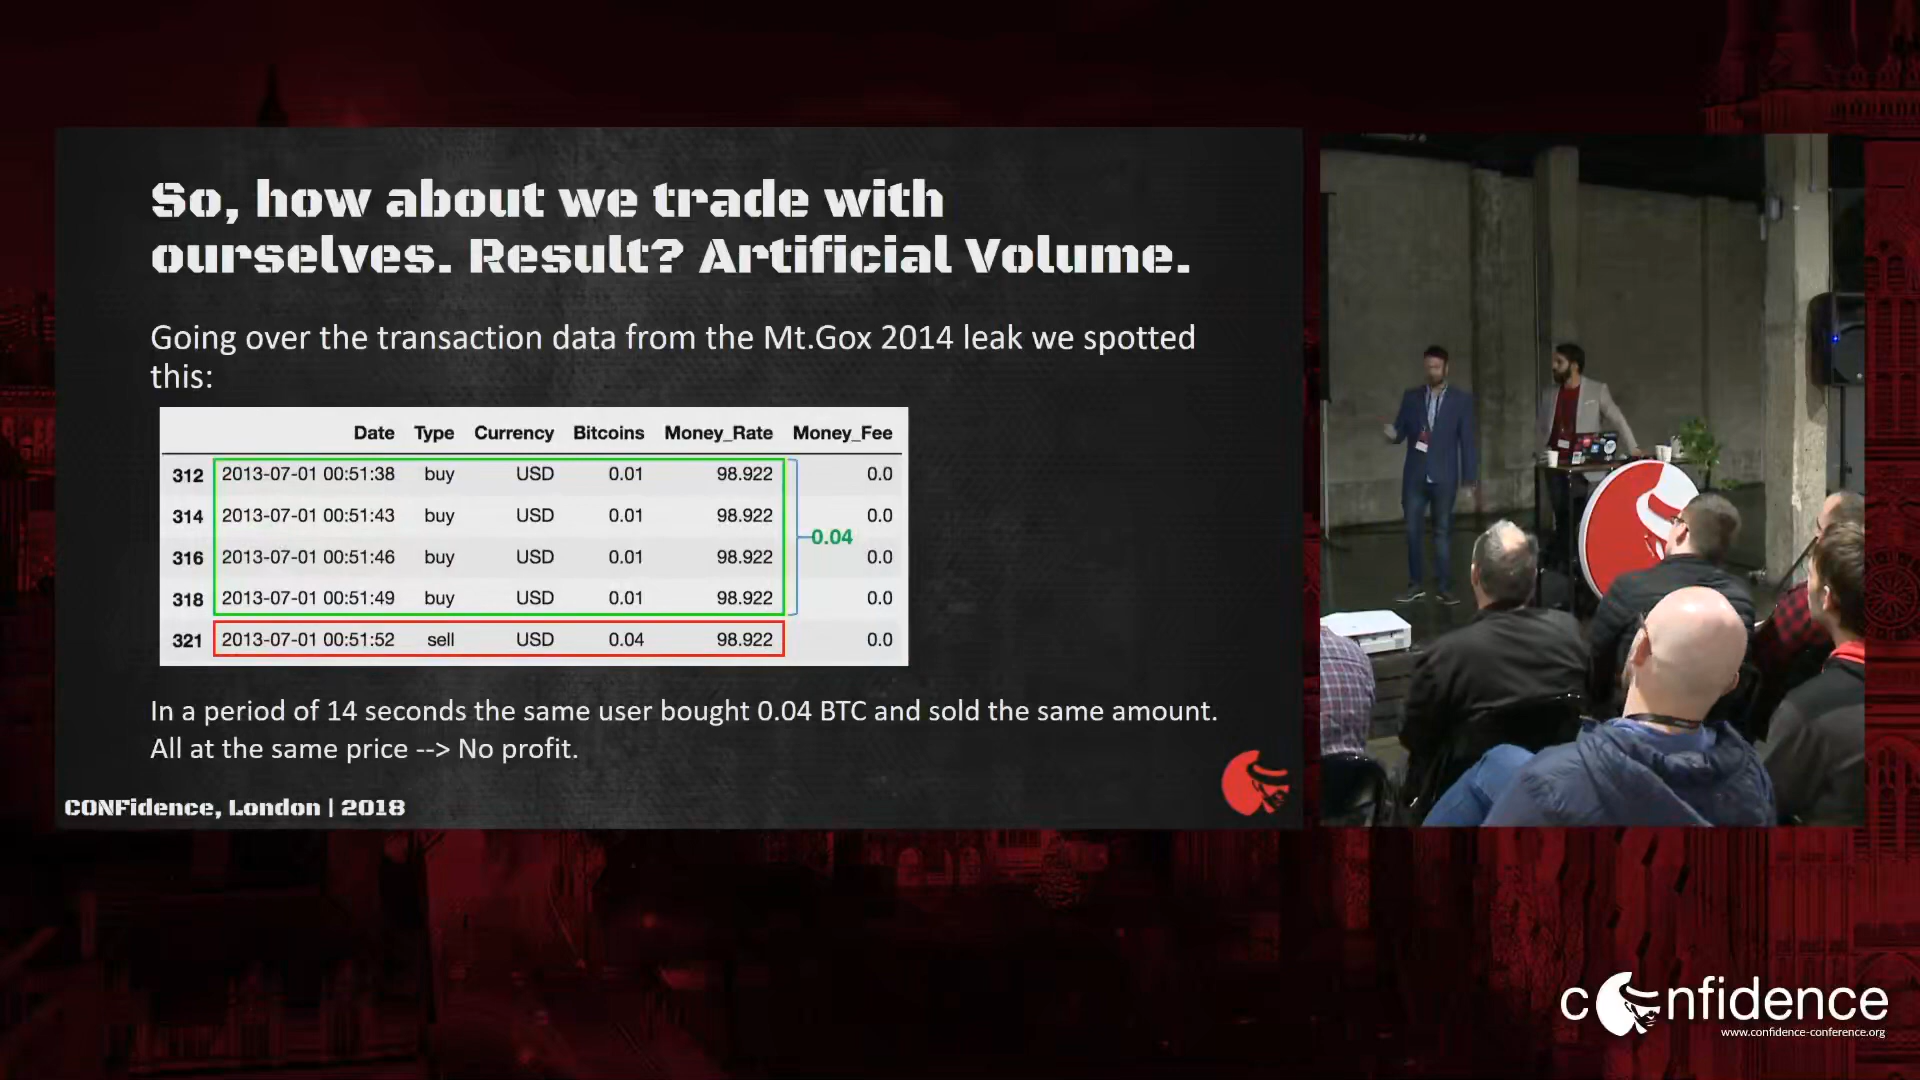 So, how about we trade with
ourselves. Result? Artificial Volume.
Going over the transaction data from the Mt.Gox 2014 leak we spotted
this:
Date Type Currency Bitcoins Money_Rate Money_Fee
312 2013-07-01 00:51:38 buy USD 0.01 98.922 0.0
314 2013-07-01 00:51:43 buy USD 0.01 98.922 0.0
0.04
316 2013-07-01 00:51:46 buy USD 0.01 98.922 0.0
318 2013-07-01 00:51:49 buy USD 0.01 98.922 0.0
321 2013-07-01 00:51:52 sell USD 0.04 98.922 0.0
In a period of 14 seconds the same user bought 0.04 BTC and sold the same amount.
All at the same price --> No profit.
CONFidence, London | 2018
confidence
www.confidence-conference.org